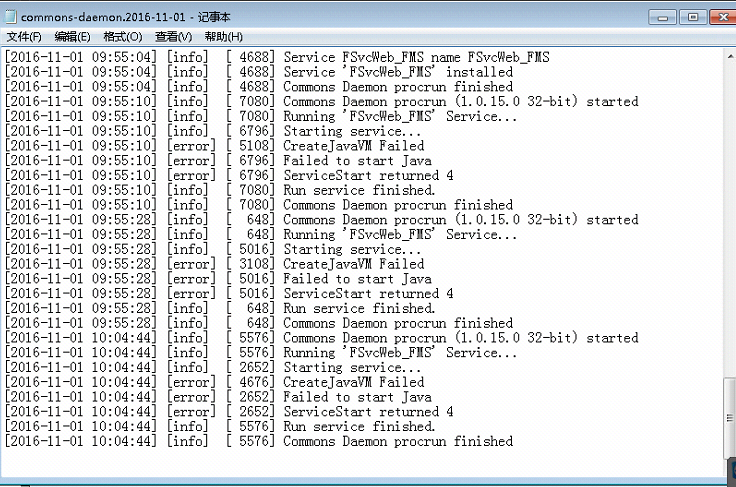 commons-daemon.2016-11-01 - 记事本
文件(F) 编辑(E) 格式(O) 查看(V) 帮助(H)
[2016-11-01 09:55:04] [info]  [ 4688] Service FSvcWeb_FMS name FSvcWeb_FMS
[2016-11-01 09:55:04] [info]  [ 4688] Service 'FSvcWeb_FMS' installed
[2016-11-01 09:55:04] [info]  [ 4688] Commons Daemon procrun finished
[2016-11-01 09:55:10] [info]  [ 7080] Commons Daemon procrun (1.0.15.0 32-bit) started
[2016-11-01 09:55:10] [info]  [ 7080] Running 'FSvcWeb_FMS' Service...
[2016-11-01 09:55:10] [info]  [ 6796] Starting service...
[2016-11-01 09:55:10] [error] [ 5108] CreateJavaVM Failed
[2016-11-01 09:55:10] [error] [ 6796] Failed to start Java
[2016-11-01 09:55:10] [error] [ 6796] ServiceStart returned 4
[2016-11-01 09:55:10] [info]  [ 7080] Run service finished.
[2016-11-01 09:55:10] [info]  [ 7080] Commons Daemon procrun finished
[2016-11-01 09:55:28] [info]  [  648] Commons Daemon procrun (1.0.15.0 32-bit) started
[2016-11-01 09:55:28] [info]  [  648] Running 'FSvcWeb_FMS' Service...
[2016-11-01 09:55:28] [info]  [ 5016] Starting service...
[2016-11-01 09:55:28] [error] [ 3108] CreateJavaVM Failed
[2016-11-01 09:55:28] [error] [ 5016] Failed to start Java
[2016-11-01 09:55:28] [error] [ 5016] ServiceStart returned 4
[2016-11-01 09:55:28] [info]  [  648] Run service finished.
[2016-11-01 09:55:28] [info]  [  648] Commons Daemon procrun finished
[2016-11-01 10:04:44] [info]  [ 5576] Commons Daemon procrun (1.0.15.0 32-bit) started
[2016-11-01 10:04:44] [info]  [ 5576] Running 'FSvcWeb_FMS' Service...
[2016-11-01 10:04:44] [info]  [ 2652] Starting service...
[2016-11-01 10:04:44] [error] [ 4676] CreateJavaVM Failed
[2016-11-01 10:04:44] [error] [ 2652] Failed to start Java
[2016-11-01 10:04:44] [error] [ 2652] ServiceStart returned 4
[2016-11-01 10:04:44] [info]  [ 5576] Run service finished.
[2016-11-01 10:04:44] [info]  [ 5576] Commons Daemon procrun finished